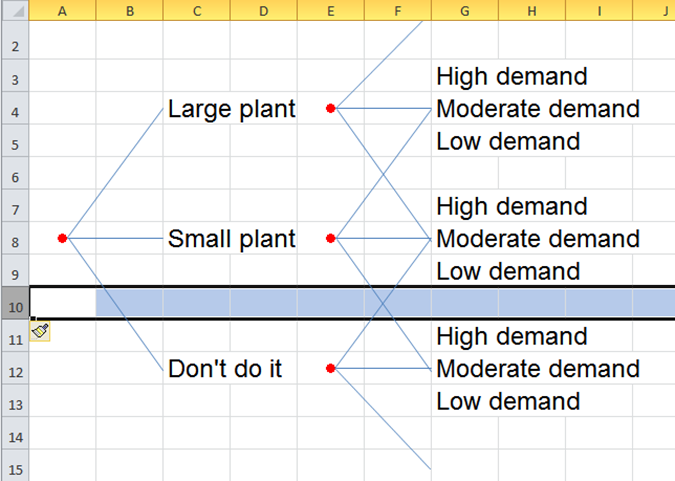 A B C D E F G H I J
2
3 High demand
4 Large plant Moderate demand
5 Low demand
6
7 High demand
8 Small plant Moderate demand
9 Low demand
10
11 High demand
12 Don't do it Moderate demand
13 Low demand
14
15